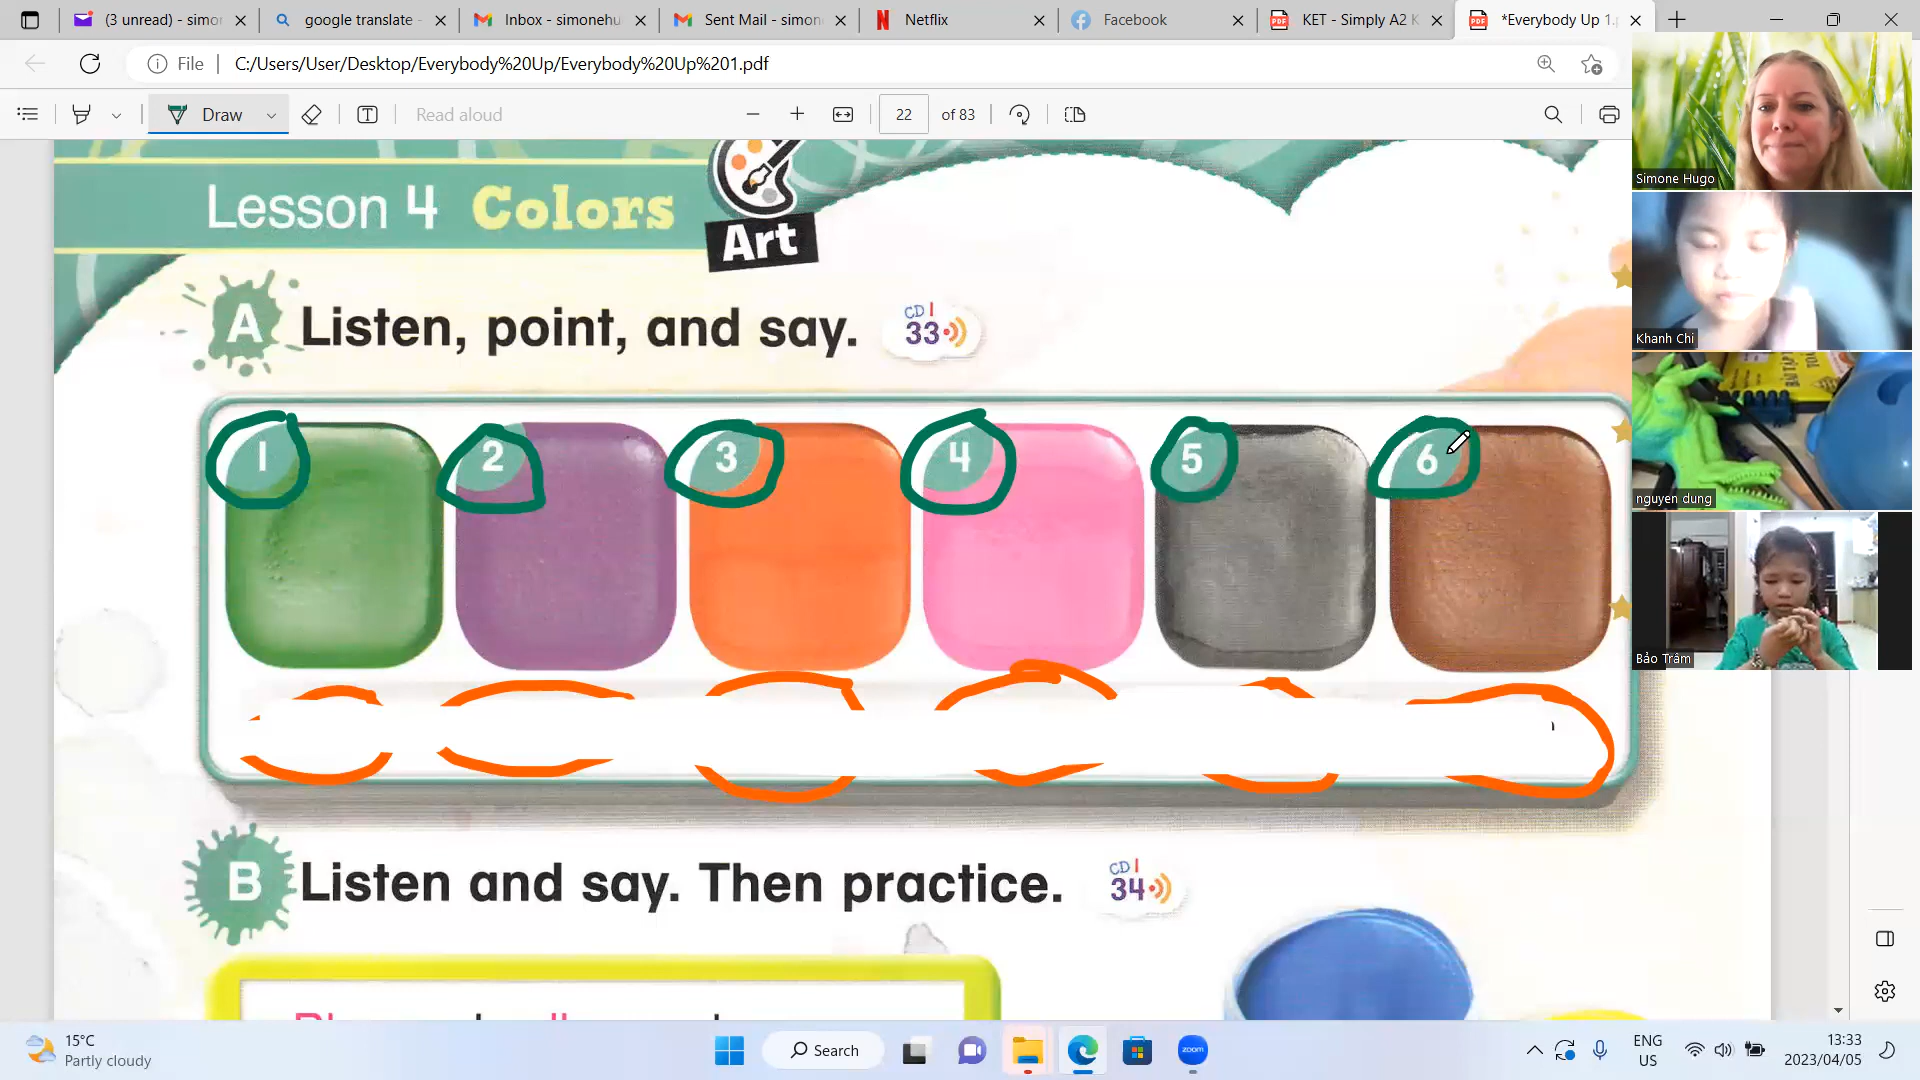 (3 unread) - simo
google translate -
Inbox - simonehu
Sent Mail - simon
Netflix
Facebook
KET - Simply A2 K
*Everybody Up 1.p
File
C:/Users/User/Desktop/Everybody%20Up/Everybody%20Up%201.pdf
Draw
Read aloud
22
of 83
Lesson 4 Colors
Art
A Listen, point, and say.
CD 1
33
1
2
3
4
5
6
B Listen and say. Then practice.
CD 1
34
Simone Hugo
Khanh Chi
nguyen dung
Bảo Trâm
15°C
Partly cloudy
Search
zoom
ENG
US
13:33
2023/04/05